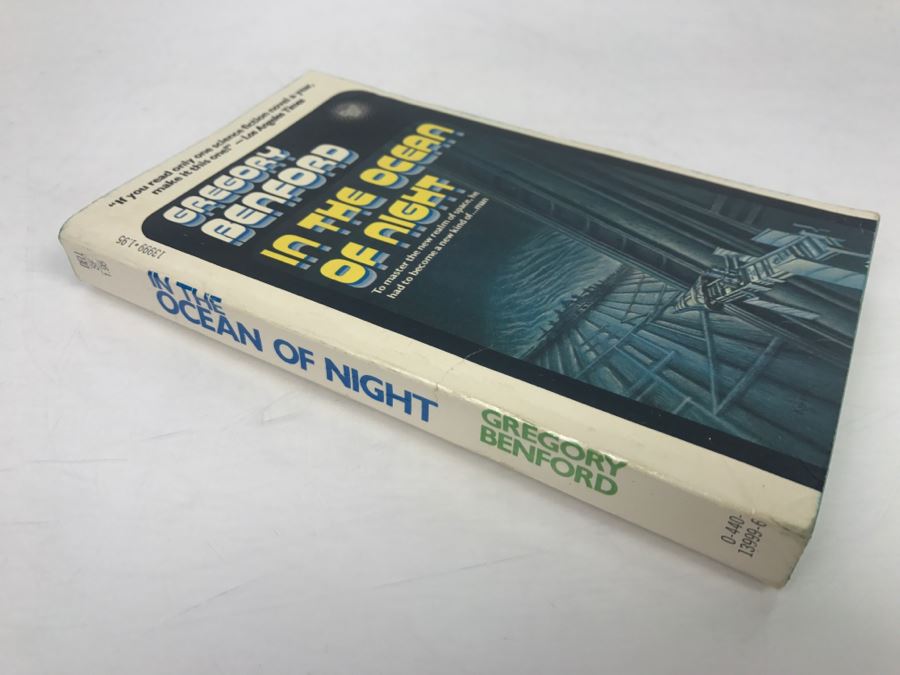 "If you read only one science fiction novel a year,
make it this one!" — Los Angeles Times
GREGORY
BENFORD
IN THE OCEAN
OF NIGHT
To master the new realm of space, he
had to become a new kind of...man
13999•1.95
IN THE
OCEAN OF NIGHT
GREGORY
BENFORD
0-440-
13999-6